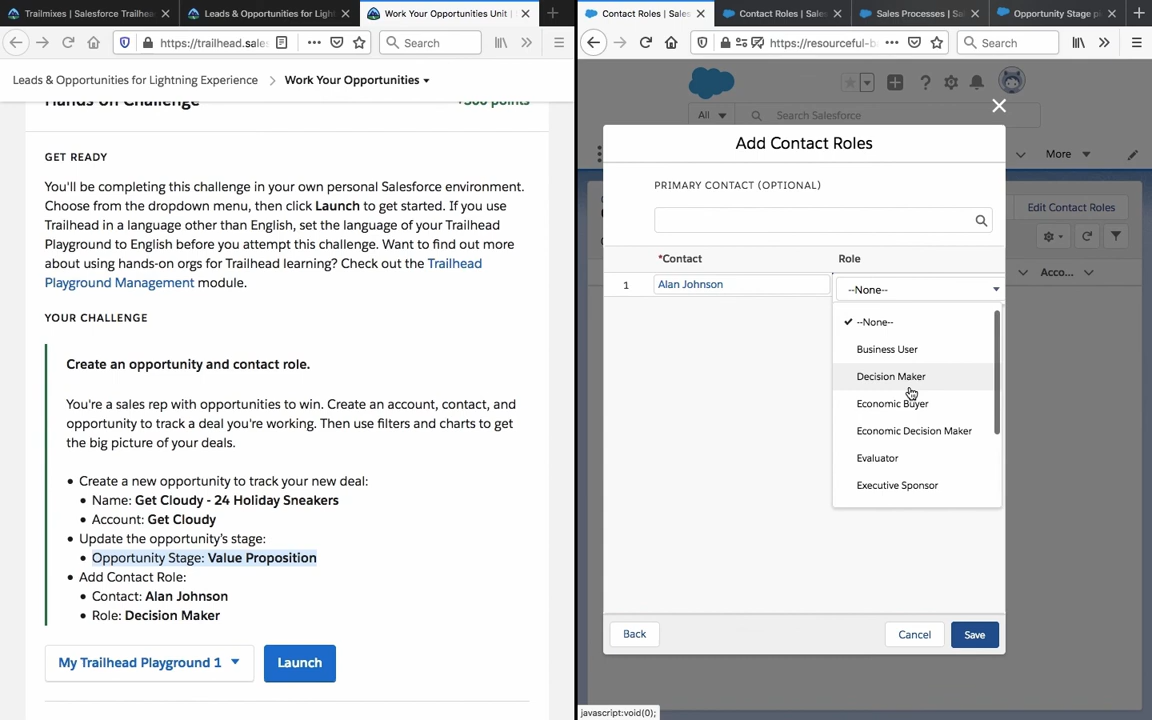 Trailmixes | Salesforce Trailhea
Leads & Opportunities for Light
Work Your Opportunities Unit |
Contact Roles | Sales
Contact Roles | Sales
Sales Processes | Sa
Opportunity Stage pi
https://trailhead.sale
Search
https://resourceful-b
Search
Leads & Opportunities for Lightning Experience
Work Your Opportunities
Hands-on Challenge
+500 points
GET READY
You'll be completing this challenge in your own personal Salesforce environment.
Choose from the dropdown menu, then click Launch to get started. If you use
Trailhead in a language other than English, set the language of your Trailhead
Playground to English before you attempt this challenge. Want to find out more
about using hands-on orgs for Trailhead learning? Check out the Trailhead
Playground Management module.
YOUR CHALLENGE
Create an opportunity and contact role.
You're a sales rep with opportunities to win. Create an account, contact, and
opportunity to track a deal you're working. Then use filters and charts to get
the big picture of your deals.
• Create a new opportunity to track your new deal:
• Name: Get Cloudy - 24 Holiday Sneakers
• Account: Get Cloudy
• Update the opportunity's stage:
• Opportunity Stage: Value Proposition
• Add Contact Role:
• Contact: Alan Johnson
• Role: Decision Maker
My Trailhead Playground 1
Launch
All
Search Salesforce
More
Edit Contact Roles
Acco...
Add Contact Roles
PRIMARY CONTACT (OPTIONAL)
*Contact
Role
1
Alan Johnson
--None--
--None--
Business User
Decision Maker
Economic Buyer
Economic Decision Maker
Evaluator
Executive Sponsor
Back
Cancel
Save
javascript:void(0);